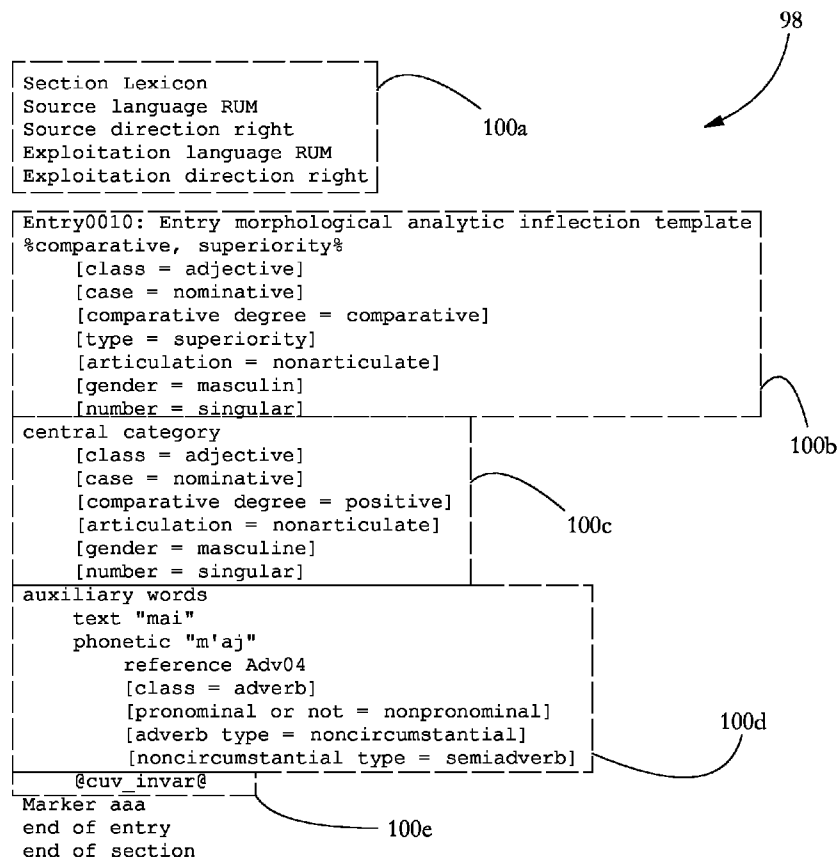 98
Section Lexicon
Source language RUM
Source direction right
100a
Exploitation language RUM
Exploitation direction right
Entry0010: Entry morphological analytic inflection template
%comparative, superiority%
[class = adjective]
[case = nominative]
[comparative degree = comparative]
[type = superiority]
[articulation = nonarticulate]
[gender = masculin]
[number = singular]
100b
central category
[class = adjective]
[case = nominative]
[comparative degree = positive]
100c
[articulation = nonarticulate]
[gender = masculine]
[number = singular]
auxiliary words
text "mai"
phonetic "m'aj"
reference Adv04
[class = adverb]
[pronominal or not = nonpronominal]
100d
[adverb type = noncircumstantial]
[noncircumstantial type = semiadverb]
@cuv_invar@
Marker aaa
end of entry
100e
end of section